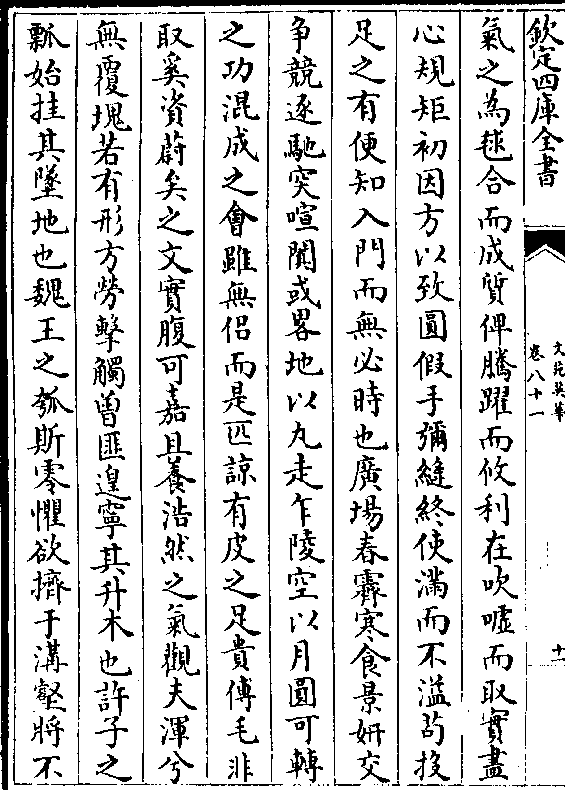 欽定四庫全書
文苑英華
卷八十一
十一
氣之為毬合而成質俾騰躍而攸利在吹噓而取實盡
心規矩初因方以致圓假手彌縫終使滿而不溢茍投
足之有便知入門而無必時也廣場春霽寒食景妍交
争競逐馳突喧闐或畧地以丸走乍陵空以月圓可轉
之功混成之會雖無侣而是匹諒有皮之足貴傅毛非
取奚資蔚矣之文實腹可嘉且養浩然之氣觀夫渾兮
無覆塊若有形方勞擊觸曽匪遑寧其升木也許子之
瓢始挂其墜地也魏王之瓠斯零懼欲擠于溝壑將不